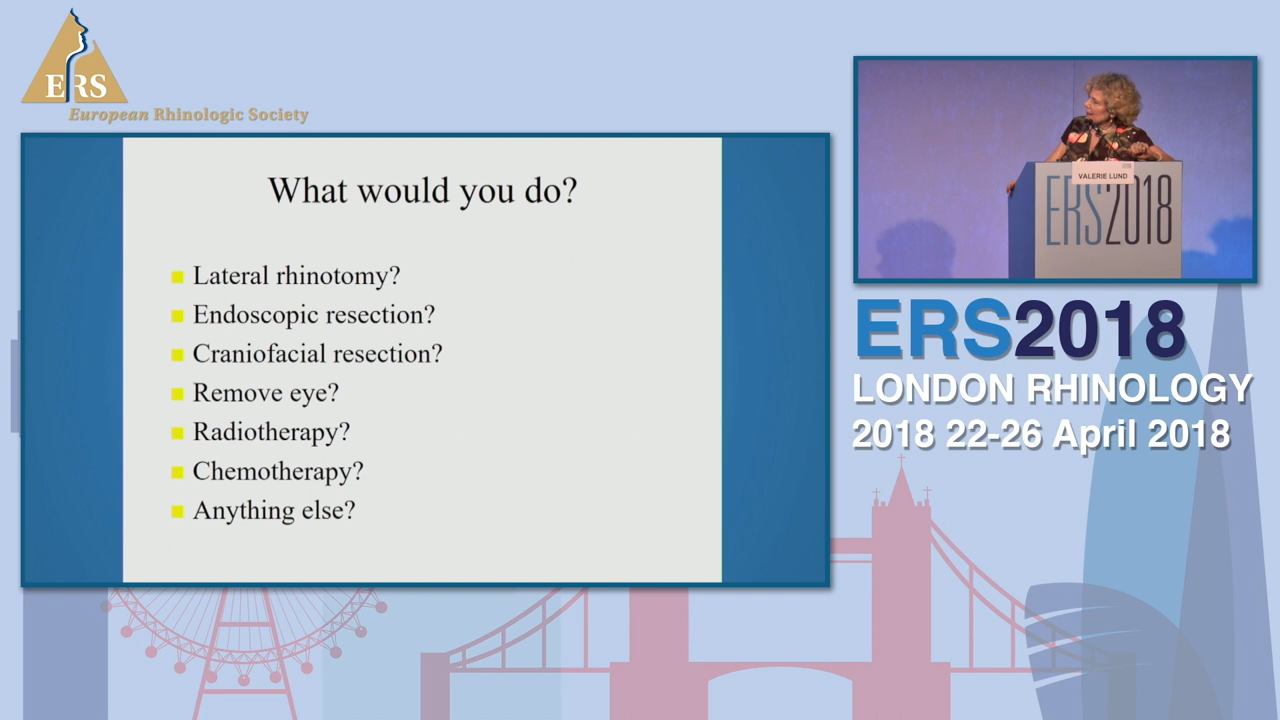 ERS
European Rhinologic Society
What would you do?
Lateral rhinotomy?
Endoscopic resection?
Craniofacial resection?
Remove eye?
Radiotherapy?
Chemotherapy?
Anything else?
VALERIE LUND
ERS2018
ERS2018
LONDON RHINOLOGY
2018 22-26 April 2018